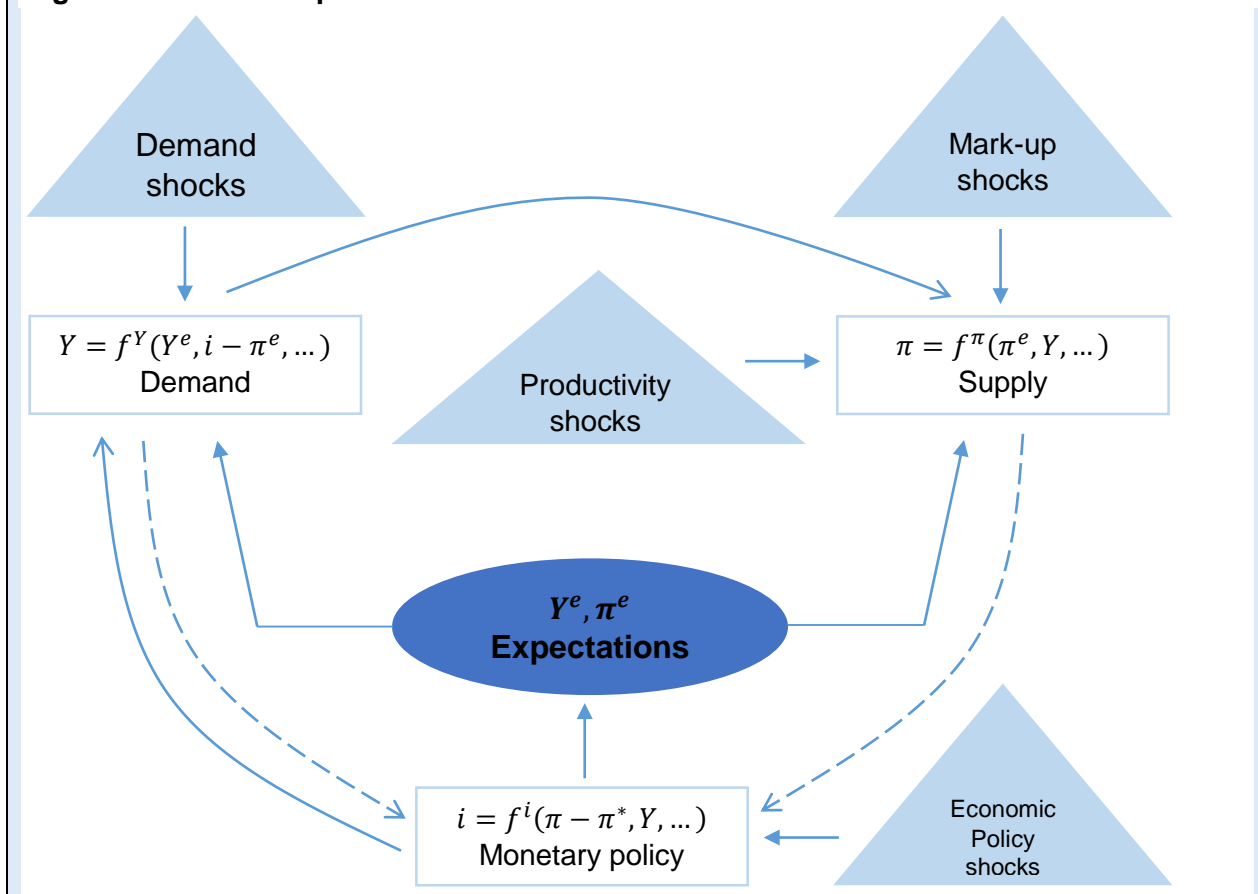 Demand
shocks
Mark-up
shocks
Y = f^Y(Y^e, i − π^e, …)
Demand
Productivity
shocks
π = f^π(π^e, Y, …)
Supply
Y^e, π^e
Expectations
i = f^i(π − π^*, Y, …)
Monetary policy
Economic
Policy
shocks